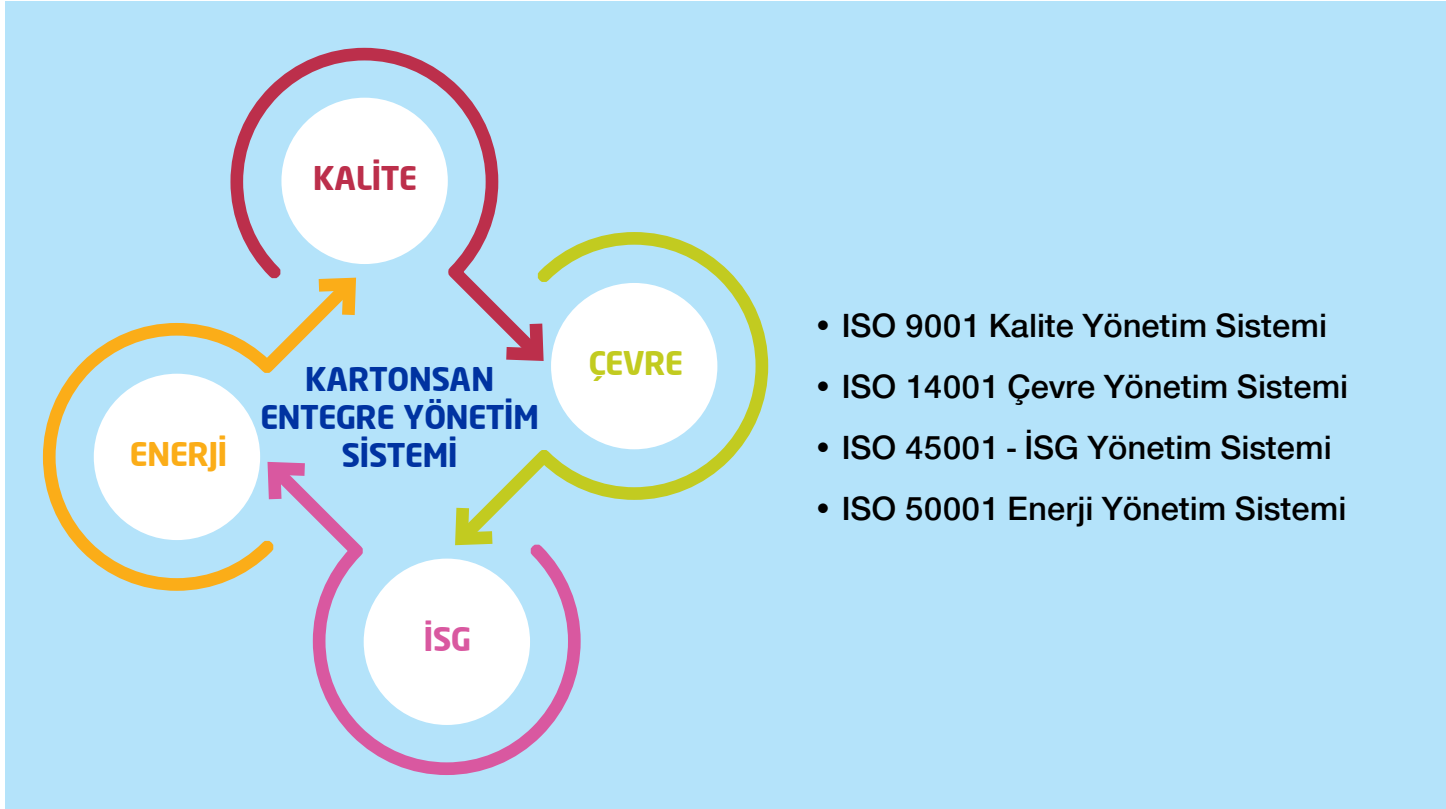 KALİTE
ÇEVRE
KARTONSAN
ENTEGRE YÖNETİM
SİSTEMİ
ENERJİ
İSG
• ISO 9001 Kalite Yönetim Sistemi
• ISO 14001 Çevre Yönetim Sistemi
• ISO 45001 - İSG Yönetim Sistemi
• ISO 50001 Enerji Yönetim Sistemi